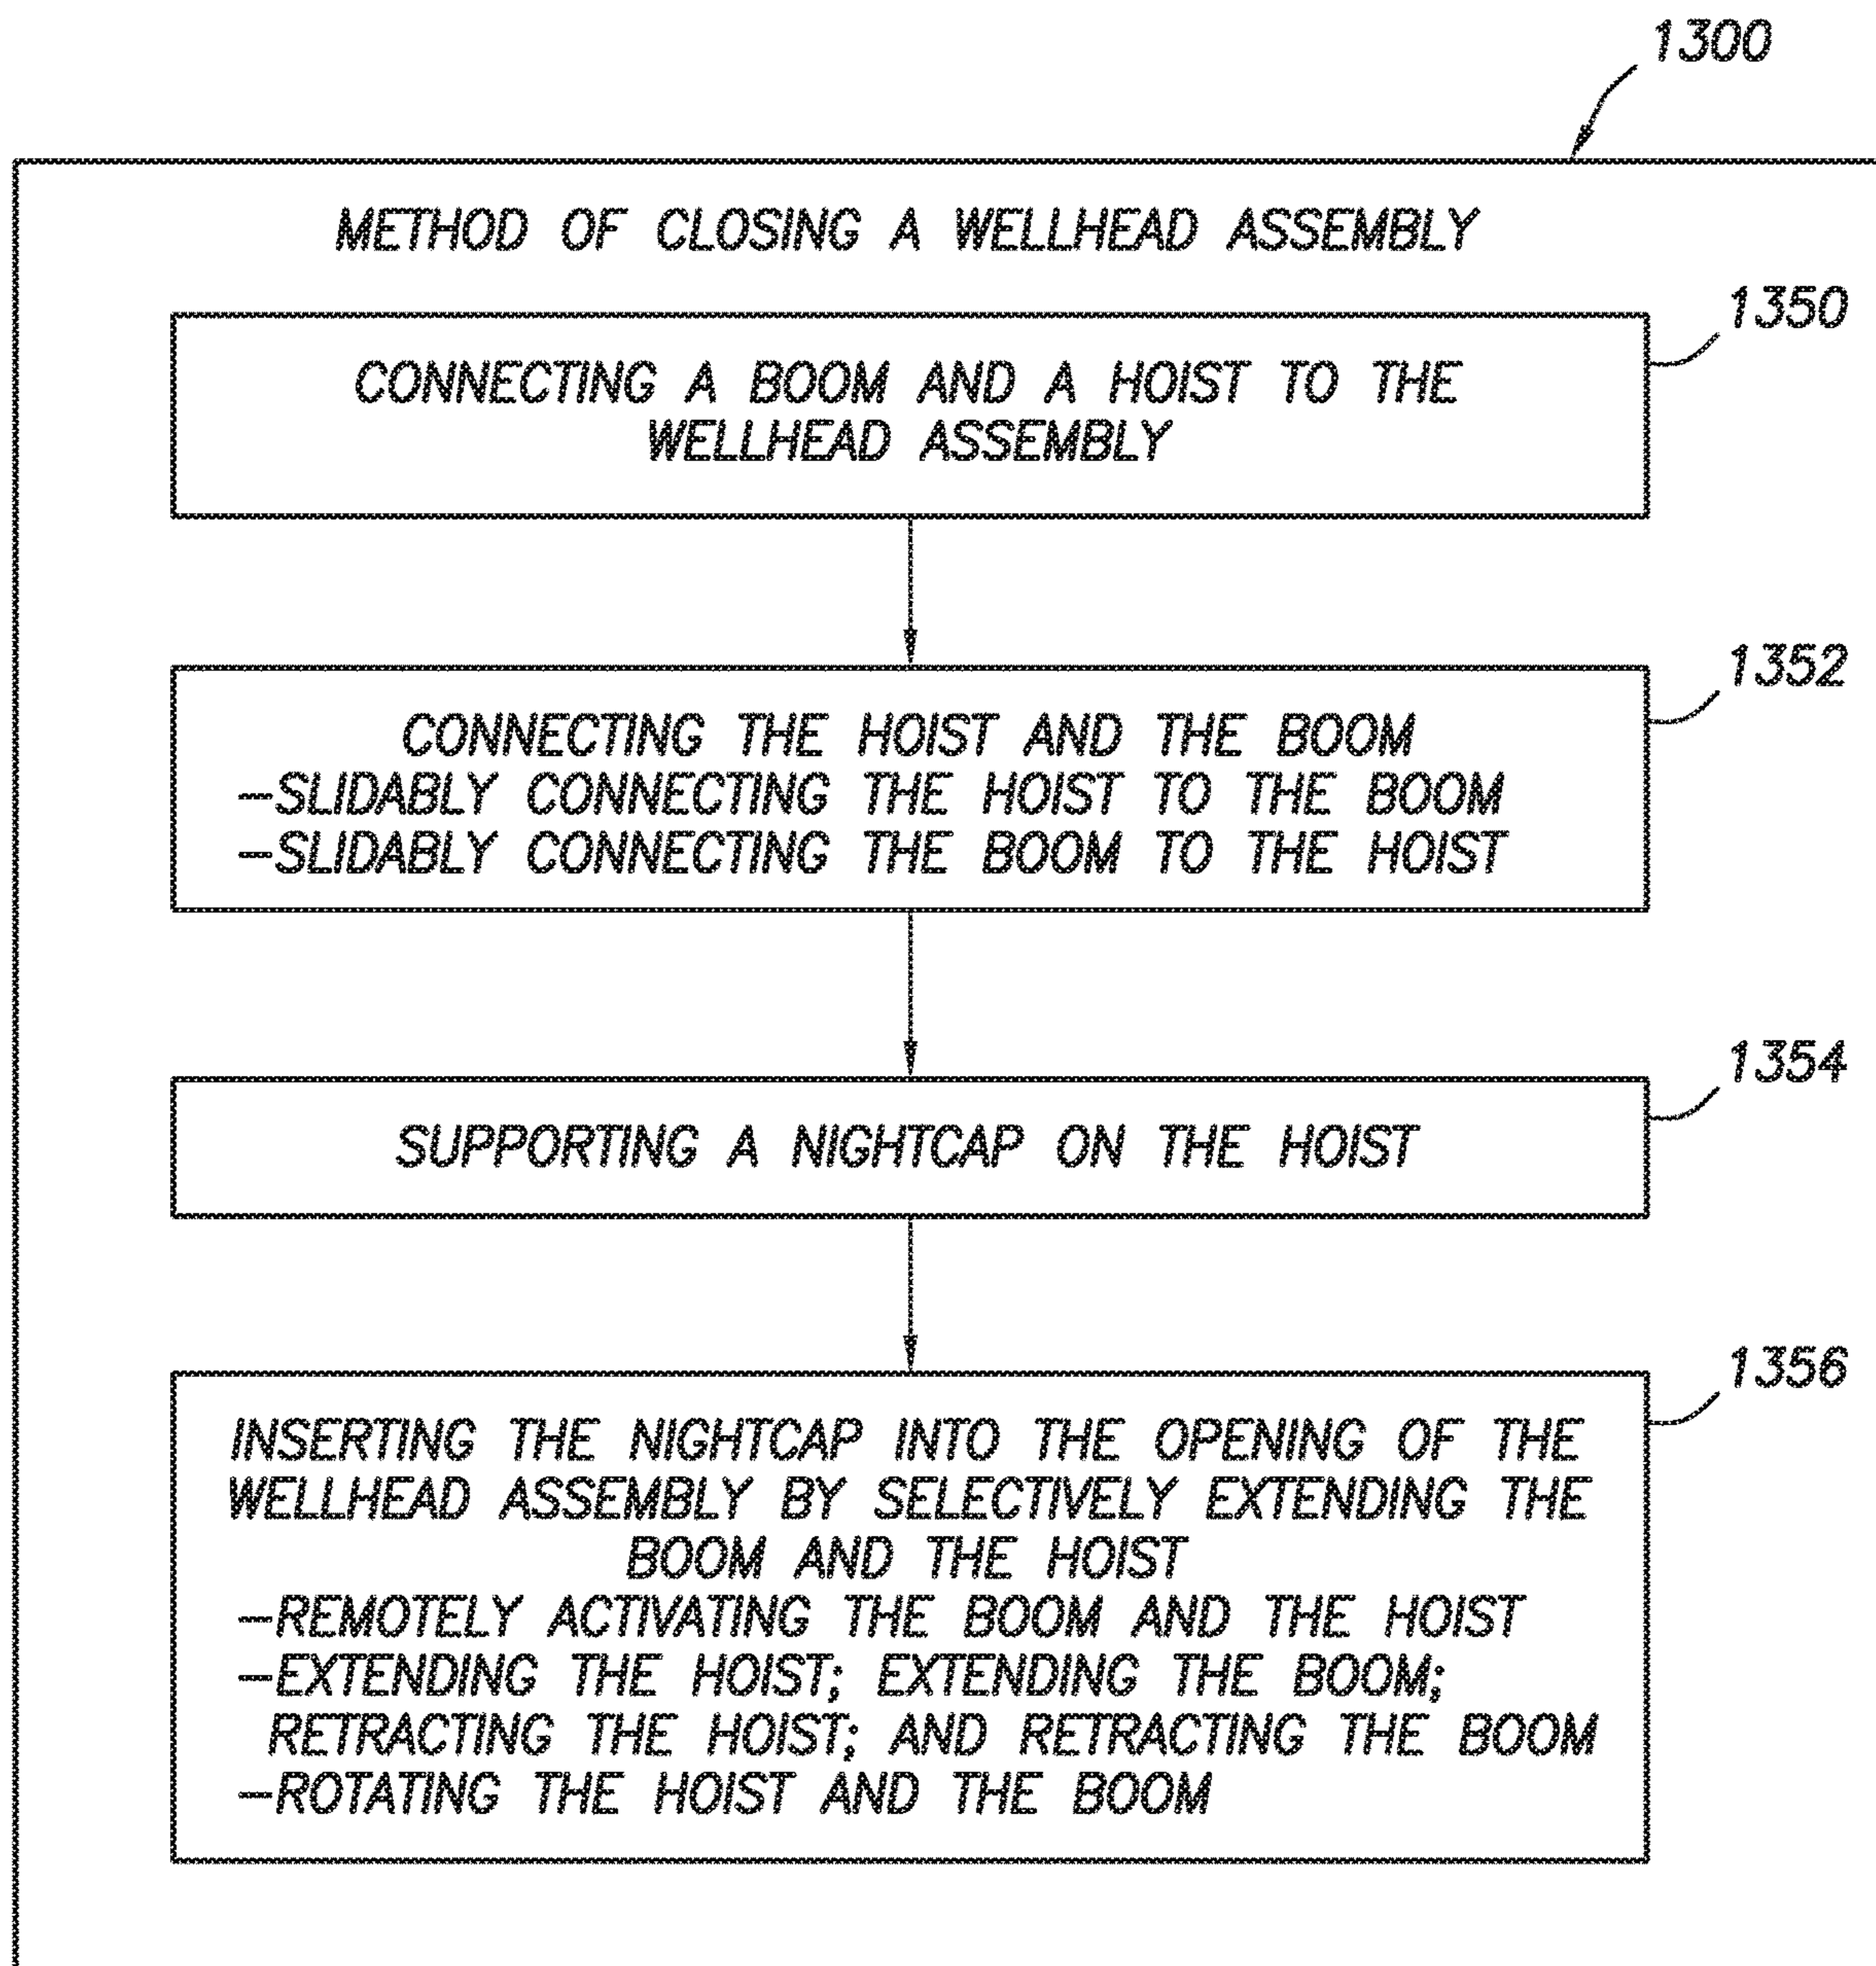 1300
METHOD OF CLOSING A WELLHEAD ASSEMBLY
1350
CONNECTING A BOOM AND A HOIST TO THE
WELLHEAD ASSEMBLY
1352
CONNECTING THE HOIST AND THE BOOM
-SLIDABLY CONNECTING THE HOIST TO THE BOOM
-SLIDABLY CONNECTING THE BOOM TO THE HOIST
1354
SUPPORTING A NIGHTCAP ON THE HOIST
1356
INSERTING THE NIGHTCAP INTO THE OPENING OF THE
WELLHEAD ASSEMBLY BY SELECTIVELY EXTENDING THE
BOOM AND THE HOIST
-REMOTELY ACTIVATING THE BOOM AND THE HOIST
-EXTENDING THE HOIST; EXTENDING THE BOOM;
RETRACTING THE HOIST; AND RETRACTING THE BOOM
-ROTATING THE HOIST AND THE BOOM